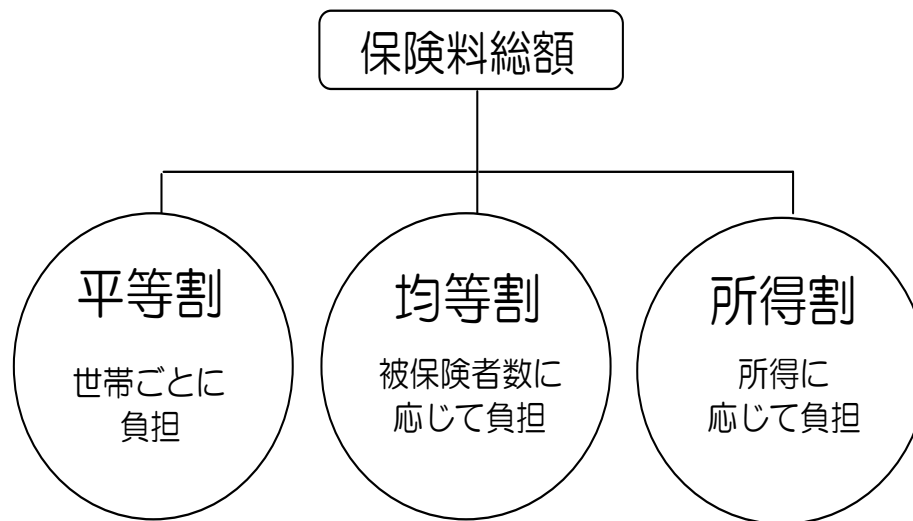 保険料総額
平等割
世帯ごとに
負担
均等割
被保険者数に
応じて負担
所得割
所得に
応じて負担